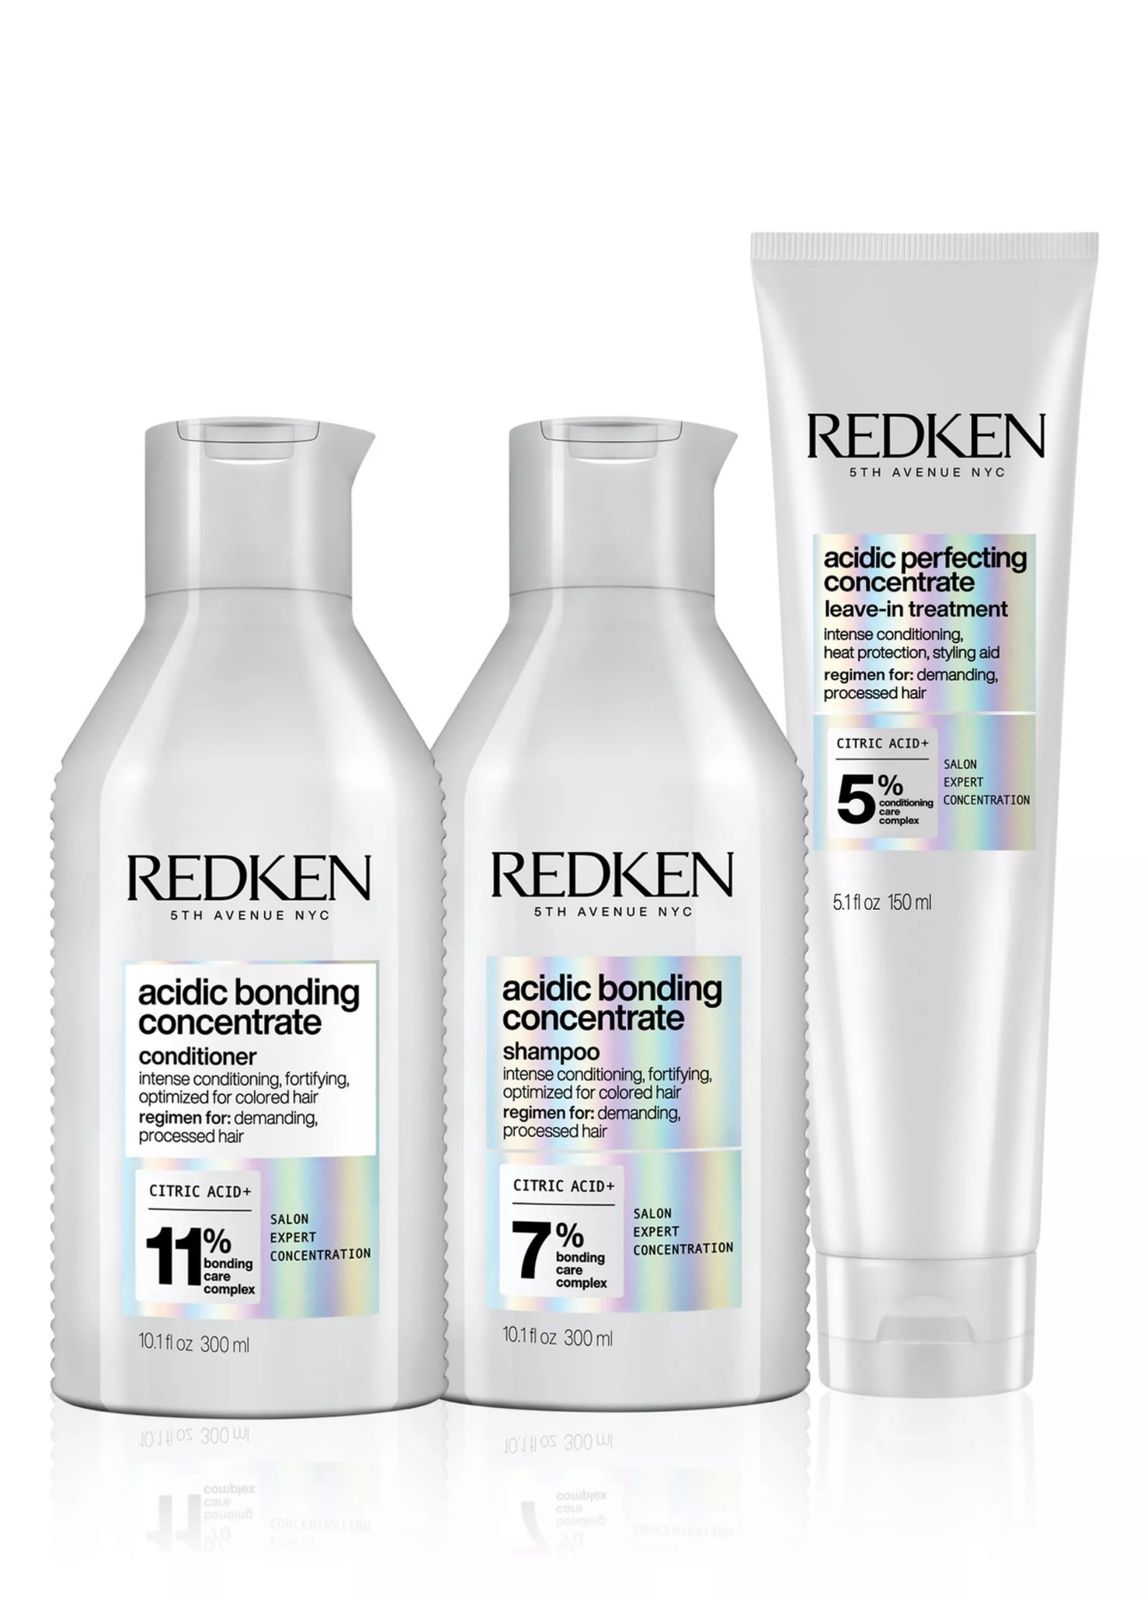 REDKEN
5TH AVENUE NYC
acidic bonding
concentrate
conditioner
intense conditioning, fortifying,
optimized for colored hair
regimen for: demanding,
processed hair
CITRIC ACID+
11%
bonding
care
complex
SALON
EXPERT
CONCENTRATION
10.1 fl oz 300 ml
REDKEN
5TH AVENUE NYC
acidic bonding
concentrate
shampoo
intense conditioning, fortifying,
optimized for colored hair
regimen for: demanding,
processed hair
CITRIC ACID+
7%
bonding
care
complex
SALON
EXPERT
CONCENTRATION
10.1 fl oz 300 ml
REDKEN
5TH AVENUE NYC
acidic perfecting
concentrate
leave-in treatment
intense conditioning,
heat protection, styling aid
regimen for: demanding,
processed hair
CITRIC ACID+
5%
conditioning
care
complex
SALON
EXPERT
CONCENTRATION
5.1 fl oz 150 ml